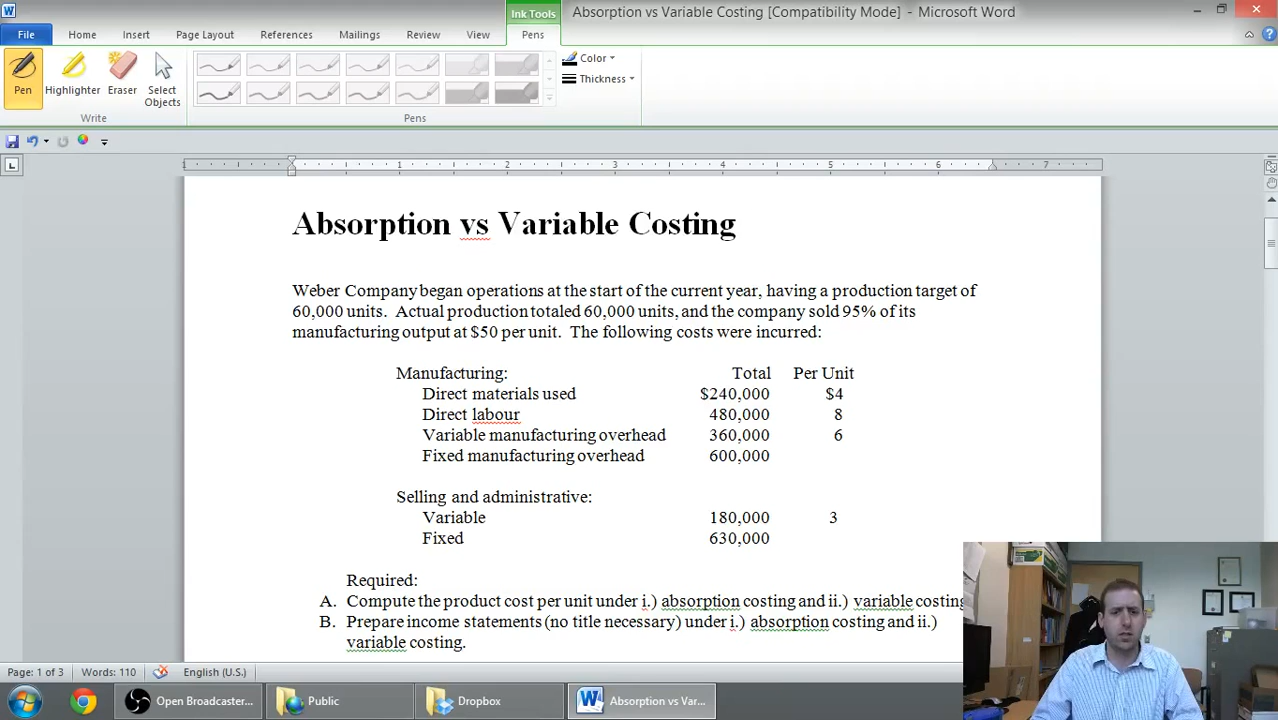 Ink Tools
Absorption vs Variable Costing [Compatibility Mode] - Microsoft Word
File Home Insert Page Layout References Mailings Review View Pens
Pen Highlighter Eraser Select Objects
Color
Thickness
Write Pens
1 1 2 3 4 5 6 7
Absorption vs Variable Costing
Weber Company began operations at the start of the current year, having a production target of
60,000 units. Actual production totaled 60,000 units, and the company sold 95% of its
manufacturing output at $50 per unit. The following costs were incurred:
Manufacturing: Total Per Unit
Direct materials used $240,000 $4
Direct labour 480,000 8
Variable manufacturing overhead 360,000 6
Fixed manufacturing overhead 600,000
Selling and administrative:
Variable 180,000 3
Fixed 630,000
Required:
A. Compute the product cost per unit under i.) absorption costing and ii.) variable costing
B. Prepare income statements (no title necessary) under i.) absorption costing and ii.)
variable costing.
Page: 1 of 3 Words: 110 English (U.S.)
Open Broadcaster... Public Dropbox Absorption vs Var...